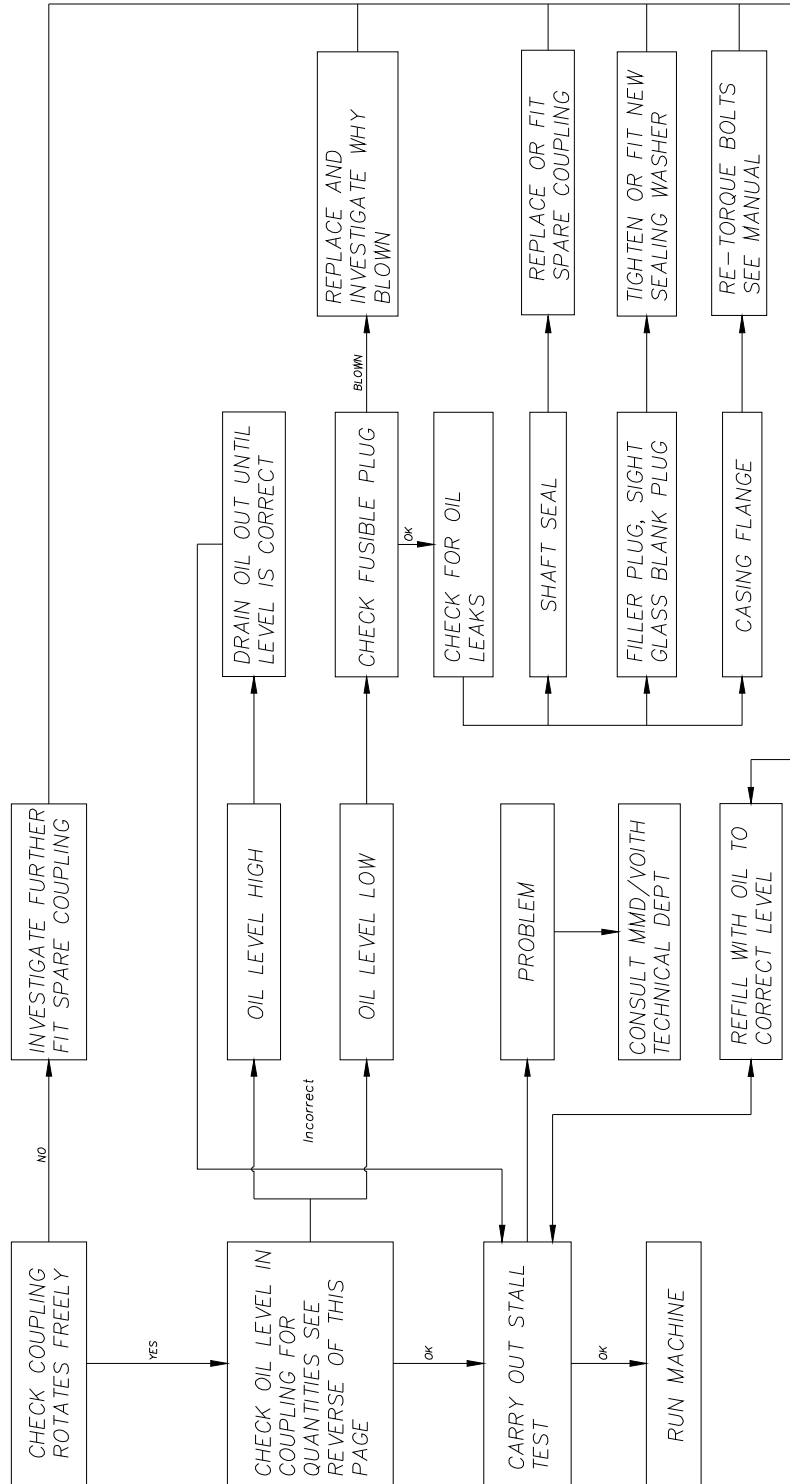 CHECK COUPLING
ROTATES FREELY
NO
INVESTIGATE FURTHER
FIT SPARE COUPLING
YES
CHECK OIL LEVEL IN
COUPLING FOR
QUANTITIES SEE
REVERSE OF THIS
PAGE
Incorrect
OIL LEVEL HIGH
DRAIN OIL OUT UNTIL
LEVEL IS CORRECT
OIL LEVEL LOW
CHECK FUSIBLE PLUG
BLOWN
REPLACE AND
INVESTIGATE WHY
BLOWN
OK
CHECK FOR OIL
LEAKS
SHAFT SEAL
REPLACE OR FIT
SPARE COUPLING
FILLER PLUG, SIGHT
GLASS BLANK PLUG
TIGHTEN OR FIT NEW
SEALING WASHER
CASING FLANGE
RE-TORQUE BOLTS
SEE MANUAL
OK
CARRY OUT STALL
TEST
PROBLEM
CONSULT MMD/VOITH
TECHNICAL DEPT
REFILL WITH OIL TO
CORRECT LEVEL
OK
RUN MACHINE